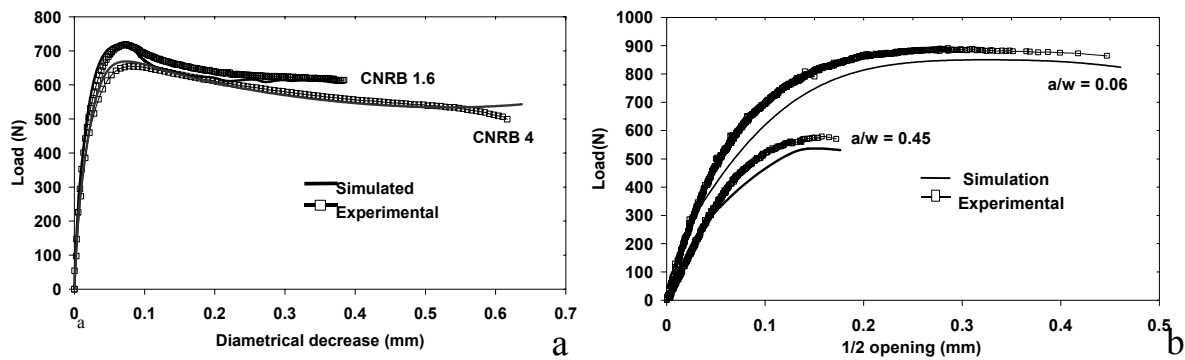 800
700
600
500
400
300
200
100
0
Load (N)
CNRB 1.6
CNRB 4
Simulated
Experimental
0 0.1 0.2 0.3 0.4 0.5 0.6 0.7
a
Diametrical decrease (mm)
a
1000
900
800
700
600
500
400
300
200
100
0
Load(N)
a/w = 0.06
a/w = 0.45
Simulation
Experimental
0 0.1 0.2 0.3 0.4 0.5
1/2 opening (mm)
b